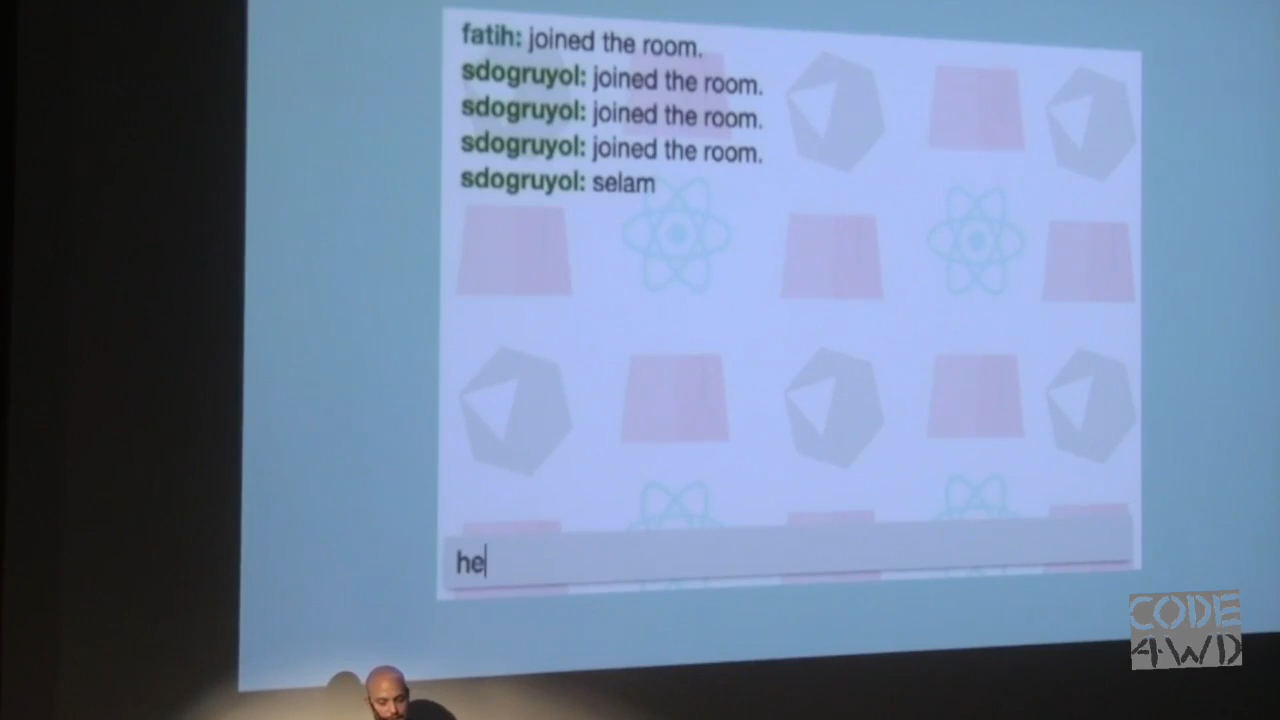 fatih: joined the room.
sdogruyol: joined the room.
sdogruyol: joined the room.
sdogruyol: joined the room.
sdogruyol: selam
he
CODE
4WD